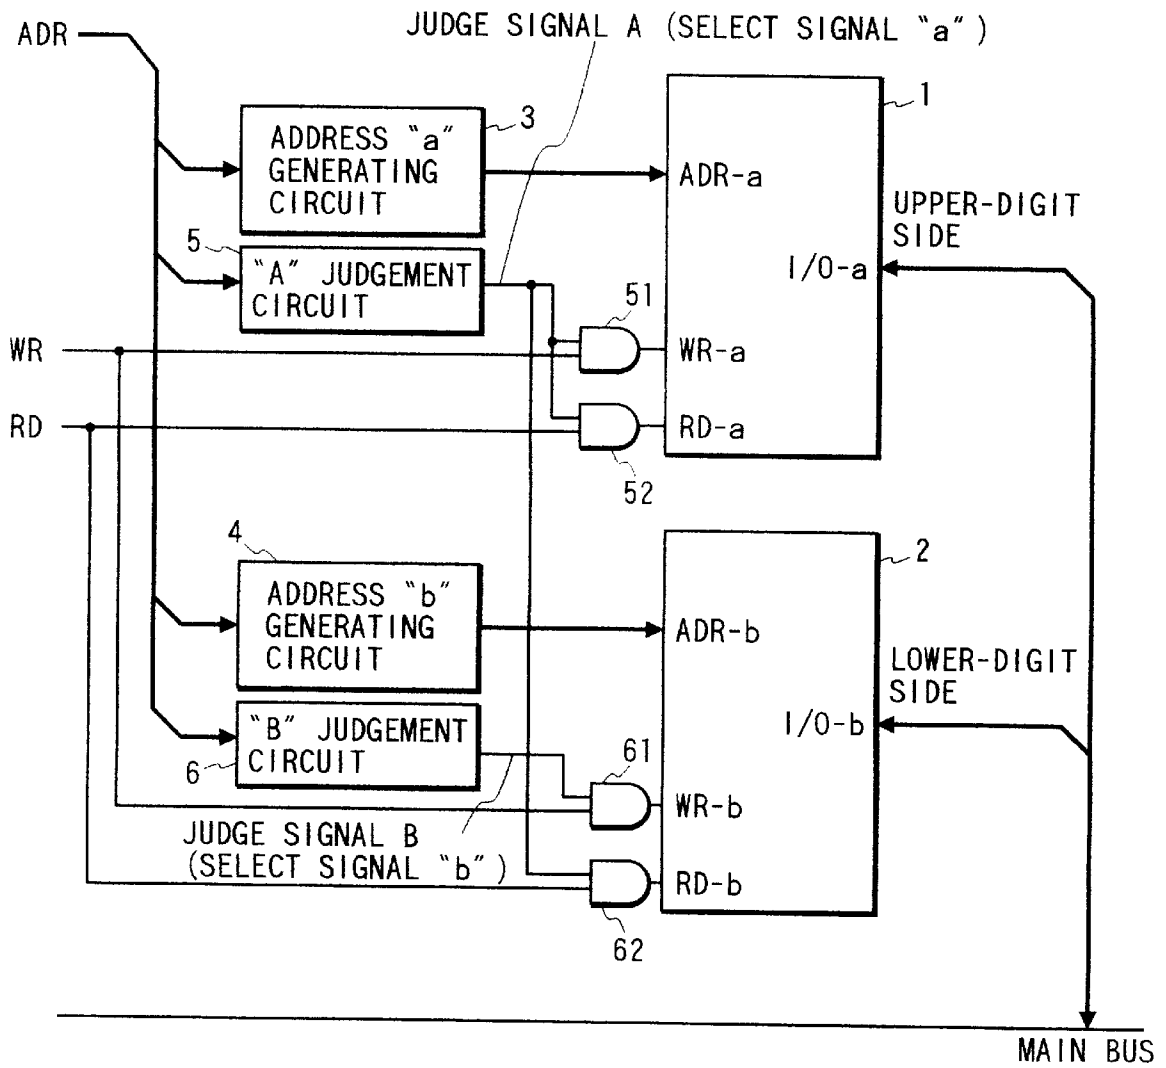 JUDGE SIGNAL A (SELECT SIGNAL "a")
ADR
1
3
ADDRESS "a"
GENERATING
CIRCUIT
ADR-a
UPPER-DIGIT
SIDE
5
"A" JUDGEMENT
CIRCUIT
I/O-a
51
WR
WR-a
RD
RD-a
52
4
2
ADDRESS "b"
GENERATING
CIRCUIT
ADR-b
LOWER-DIGIT
SIDE
"B" JUDGEMENT
CIRCUIT
6
I/O-b
61
WR-b
JUDGE SIGNAL B
(SELECT SIGNAL "b")
RD-b
62
MAIN BUS